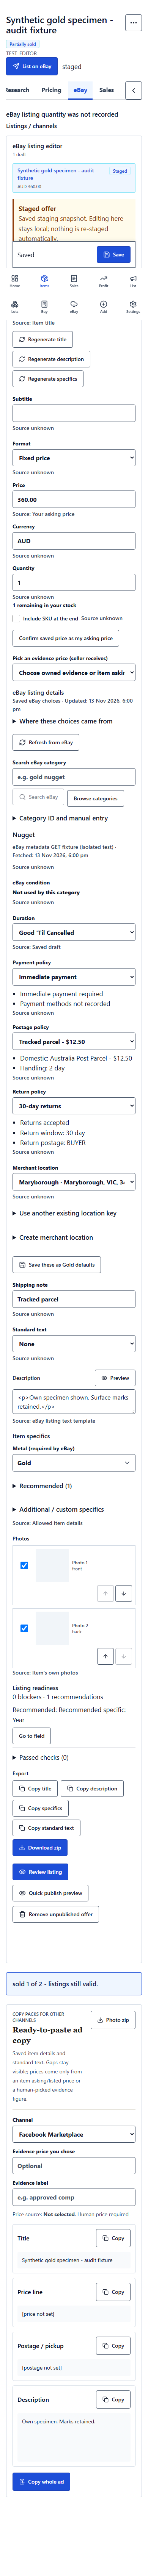 Synthetic gold specimen -
audit fixture
Partially sold
TEST-EDITOR
List on eBay
staged
Research
Pricing
eBay
Sales
eBay listing quantity was not recorded
Listings / channels
eBay listing editor
1 draft
Synthetic gold specimen - audit
fixture
Staged
AUD 360.00
Staged offer
Saved staging snapshot. Editing here
stays local; nothing is re-staged
automatically.
Saved
Save
Home
Items
Sales
Profit
List
Lots
Buy
eBay
Add
Settings
Source: Item title
Regenerate title
Regenerate description
Regenerate specifics
Subtitle
Source unknown
Format
Fixed price
Source unknown
Price
360.00
Source: Your asking price
Currency
AUD
Source unknown
Quantity
1
Source unknown
1 remaining in your stock
Include SKU at the end
Source unknown
Confirm saved price as my asking price
Pick an evidence price (seller receives)
Choose owned evidence or item aski
eBay listing details
Saved eBay choices · Updated: 13 Nov 2026, 6:00
pm
Where these choices came from
Refresh from eBay
Search eBay category
e.g. gold nugget
Search eBay
Browse categories
Category ID and manual entry
Nugget
eBay metadata GET fixture (isolated test) ·
Fetched: 13 Nov 2026, 6:00 pm
Source unknown
eBay condition
Not used by this category
Source unknown
Duration
Good 'Til Cancelled
Source: Saved draft
Payment policy
Immediate payment
Immediate payment required
Payment methods not recorded
Source unknown
Postage policy
Tracked parcel - $12.50
Domestic: Australia Post Parcel - $12.50
Handling: 2 day
Source unknown
Return policy
30-day returns
Returns accepted
Return window: 30 day
Return postage: BUYER
Source unknown
Merchant location
Maryborough · Maryborough, VIC, 34
Source unknown
Use another existing location key
Create merchant location
Save these as Gold defaults
Shipping note
Tracked parcel
Source unknown
Standard text
None
Source unknown
Description
Preview
<p>Own specimen shown. Surface marks
retained.</p>
Source: eBay listing text template
Item specifics
Metal (required by eBay)
Gold
Recommended (1)
Additional / custom specifics
Source: Allowed item details
Photos
Photo 1
front
Photo 2
back
Source: Item's own photos
Listing readiness
0 blockers · 1 recommendations
Recommended: Recommended specific:
Year
Go to field
Passed checks (0)
Export
Copy title
Copy description
Copy specifics
Copy standard text
Download zip
Review listing
Quick publish preview
Remove unpublished offer
sold 1 of 2 - listings still valid.
COPY PACKS FOR OTHER
CHANNELS
Photo zip
Ready-to-paste ad
copy
Saved item details and
standard text. Gaps stay
visible; prices come only from
an item asking/listed price or
a human-picked evidence
figure.
Channel
Facebook Marketplace
Evidence price you chose
Optional
Evidence label
e.g. approved comp
Price source: Not selected. Human price required
Title
Copy
Synthetic gold specimen - audit fixture
Price line
Copy
[price not set]
Postage / pickup
Copy
[postage not set]
Description
Copy
Own specimen. Marks retained.
Copy whole ad